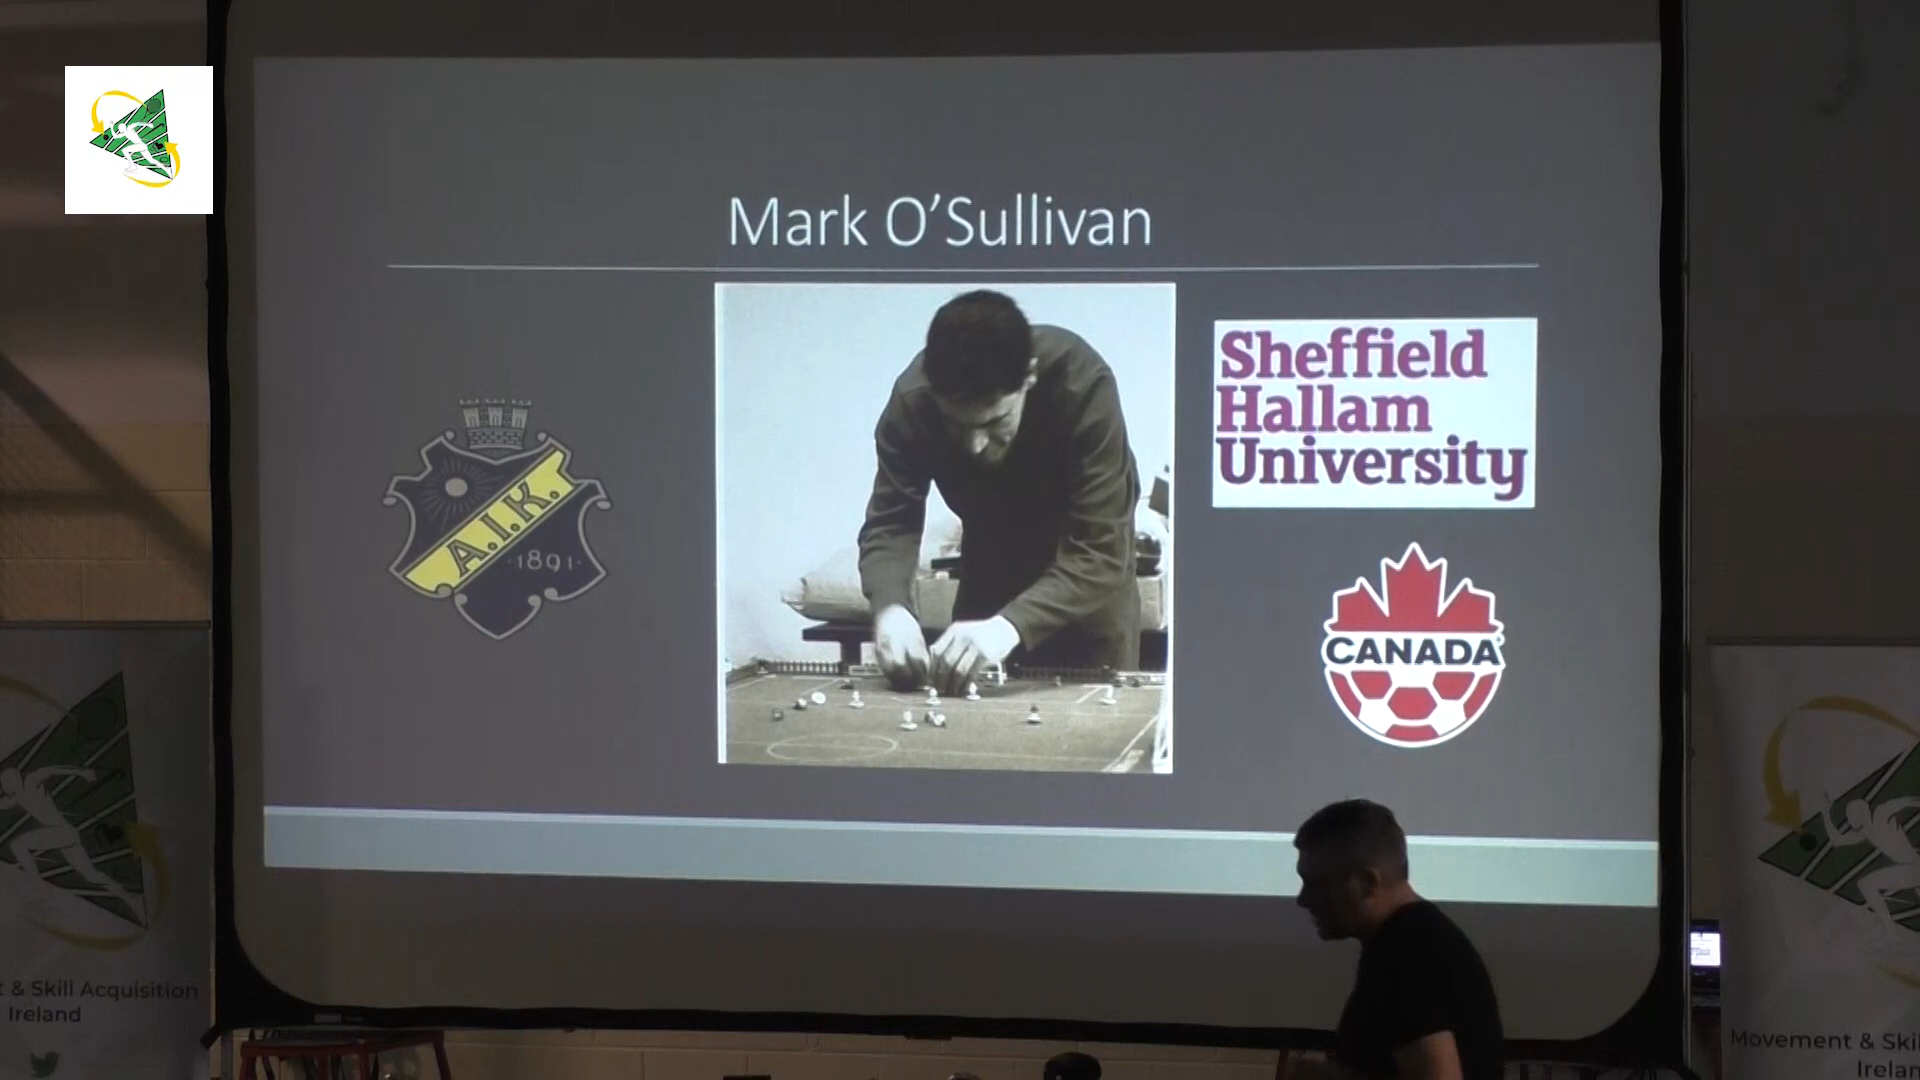 Mark O’Sullivan
A.I.K.
·1891·
Sheffield
Hallam
University
CANADA
t & Skill Acquisition
Ireland
Movement & Ski
Irelan